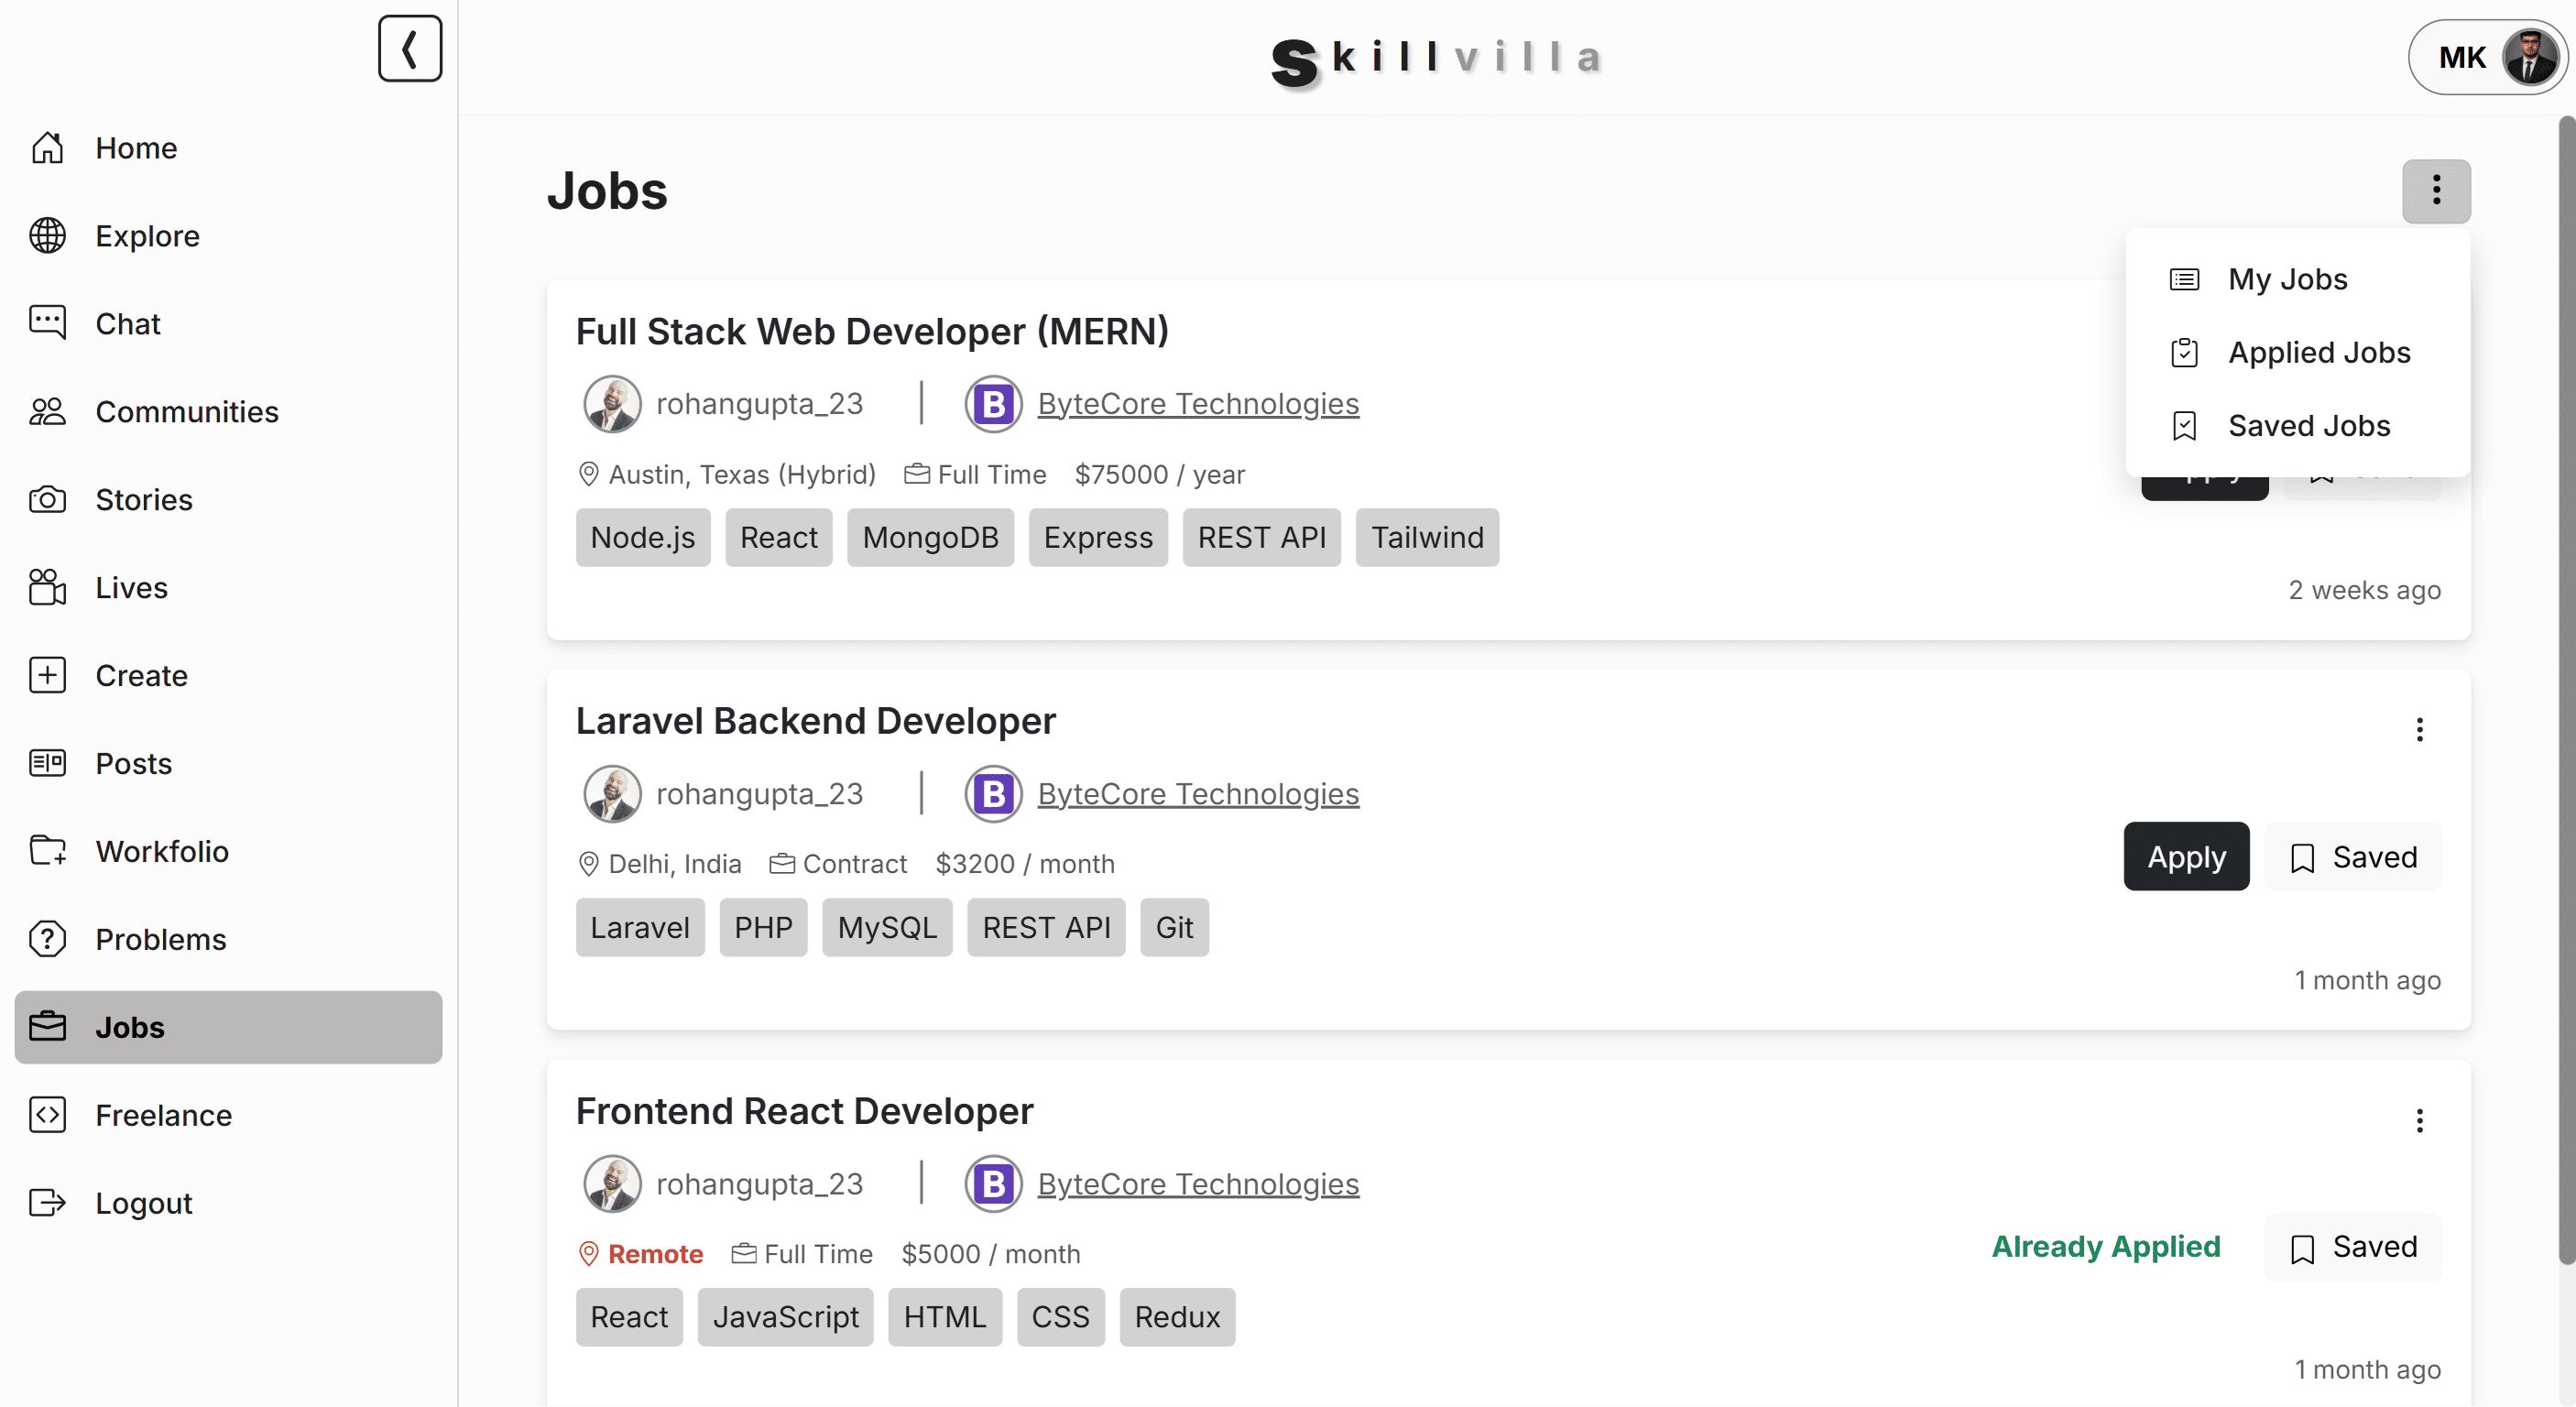 Skillvilla
MK
Home
Explore
Chat
Communities
Stories
Lives
Create
Posts
Workfolio
Problems
Jobs
Freelance
Logout
Jobs
My Jobs
Applied Jobs
Saved Jobs
Full Stack Web Developer (MERN)
rohangupta_23 | B ByteCore Technologies
Austin, Texas (Hybrid) Full Time $75000 / year
Node.js React MongoDB Express REST API Tailwind
2 weeks ago
Laravel Backend Developer
rohangupta_23 | B ByteCore Technologies
Delhi, India Contract $3200 / month
Apply Saved
Laravel PHP MySQL REST API Git
1 month ago
Frontend React Developer
rohangupta_23 | B ByteCore Technologies
Remote Full Time $5000 / month
Already Applied Saved
React JavaScript HTML CSS Redux
1 month ago